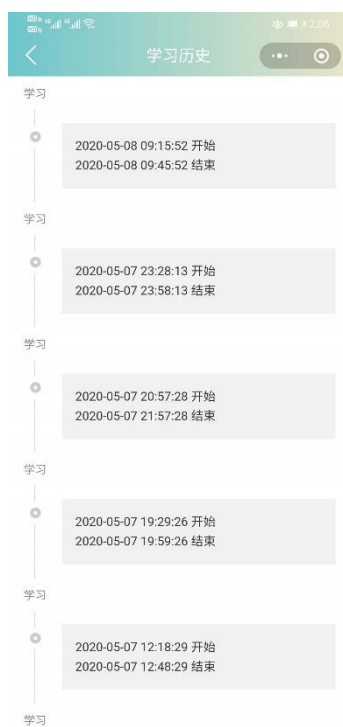 2:06
学习历史
学习
2020-05-08 09:15:52 开始
2020-05-08 09:45:52 结束
学习
2020-05-07 23:28:13 开始
2020-05-07 23:58:13 结束
学习
2020-05-07 20:57:28 开始
2020-05-07 21:57:28 结束
学习
2020-05-07 19:29:26 开始
2020-05-07 19:59:26 结束
学习
2020-05-07 12:18:29 开始
2020-05-07 12:48:29 结束
学习